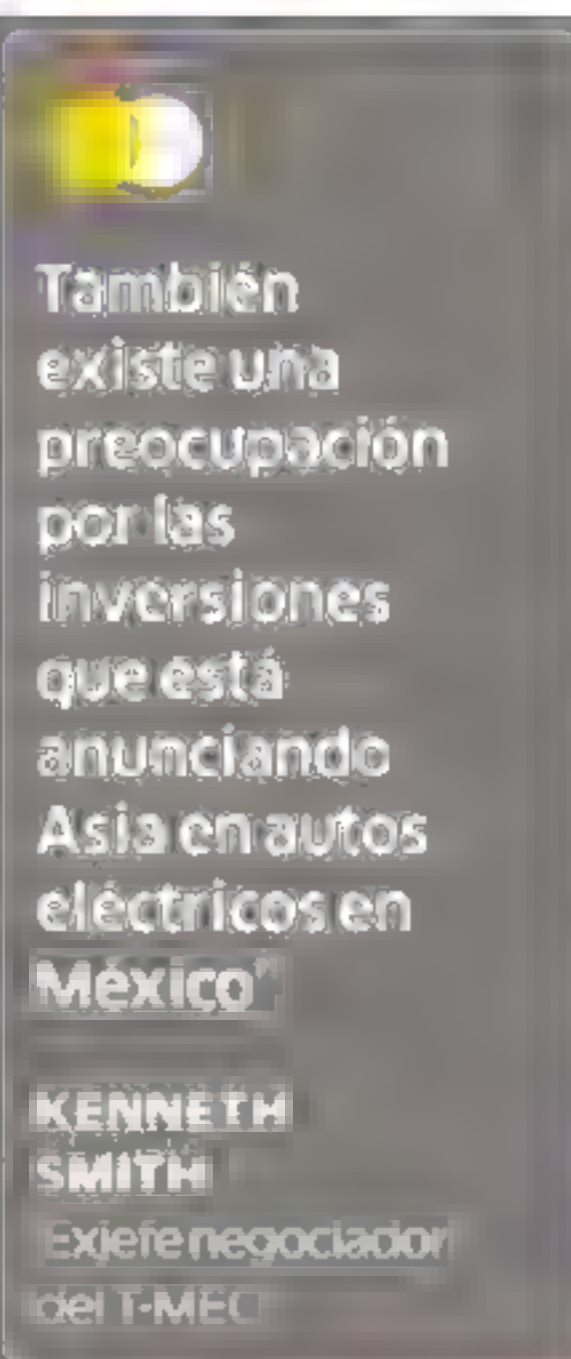 También
existe una
preocupación
por las
inversiones
que está
anunciando
Asia en autos
eléctricos en
México"
KENNETH
SMITH
Exjefe negociador
del T-MEC